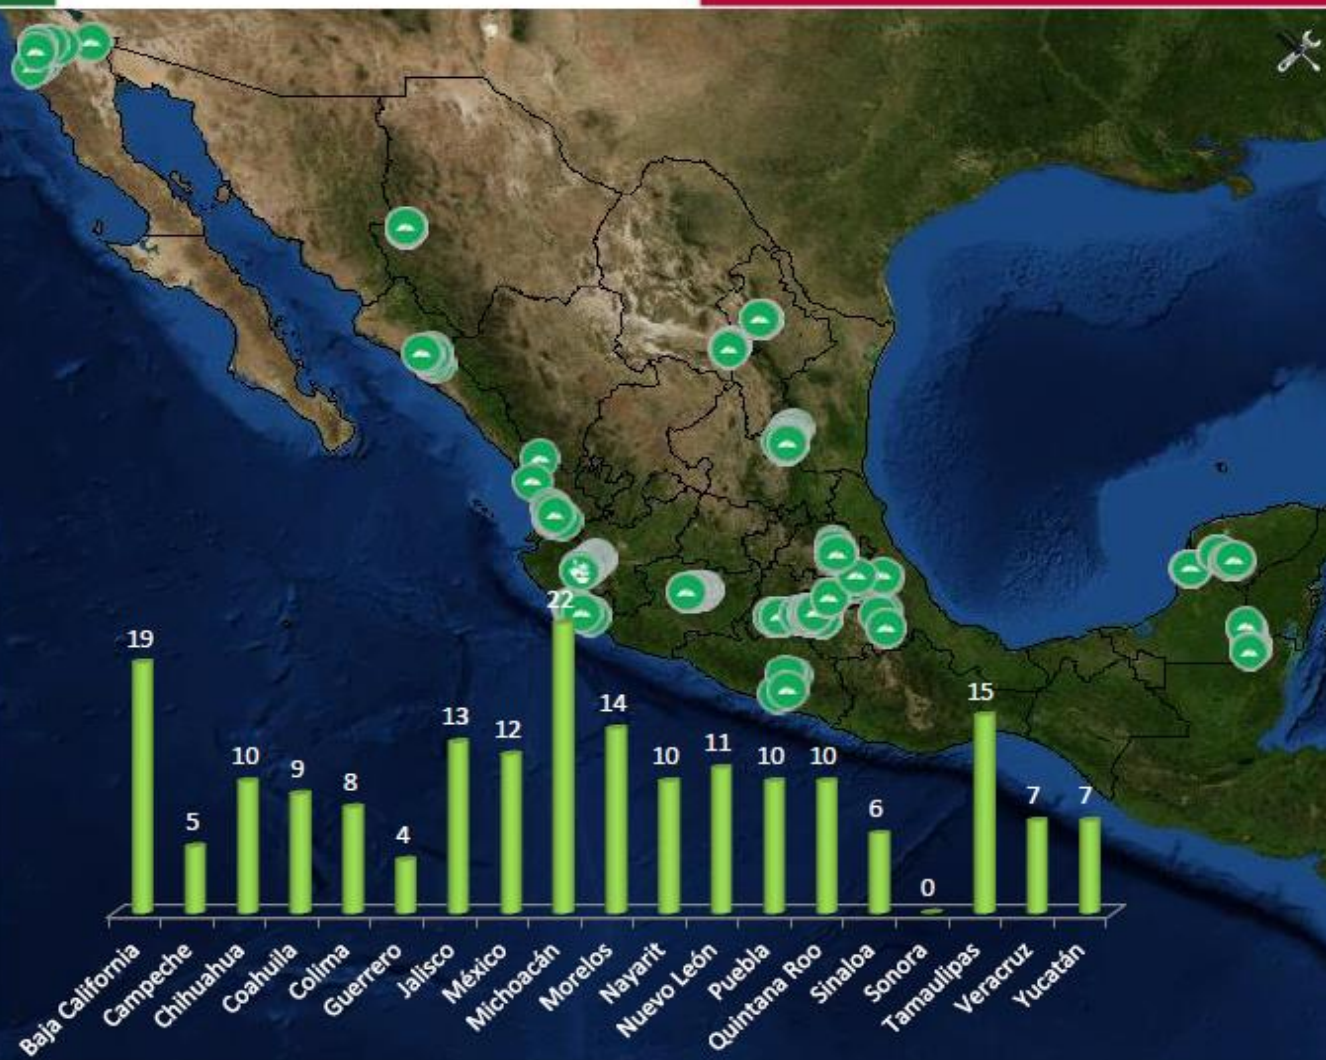 22
19
15
14
13
12
11
10
10
10
10
9
8
7
7
6
5
4
0
Baja California
Campeche
Chihuahua
Coahuila
Colima
Guerrero
Jalisco
México
Michoacán
Morelos
Nayarit
Nuevo León
Puebla
Quintana Roo
Sinaloa
Sonora
Tamaulipas
Veracruz
Yucatán